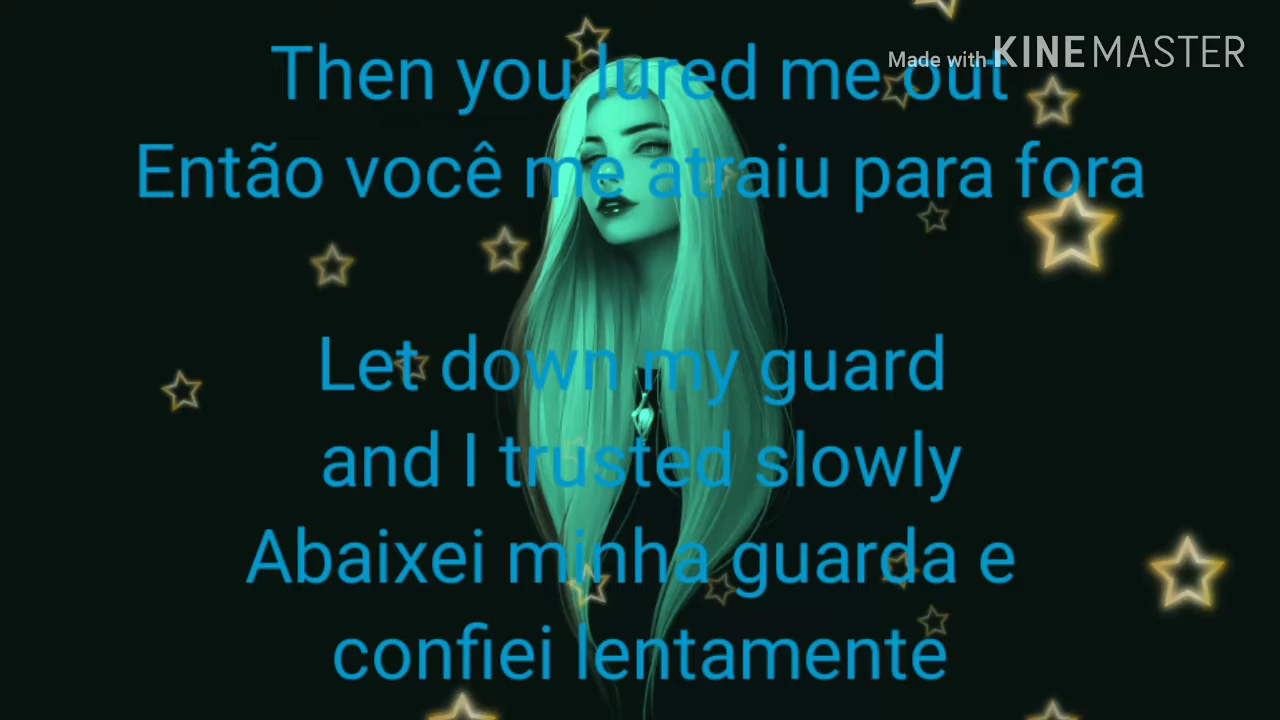 Made with KINEMASTER
Then you lured me out
Então você me atraiu para fora
Let down my guard
and I trusted slowly
Abaixei minha guarda e
confiei lentamente